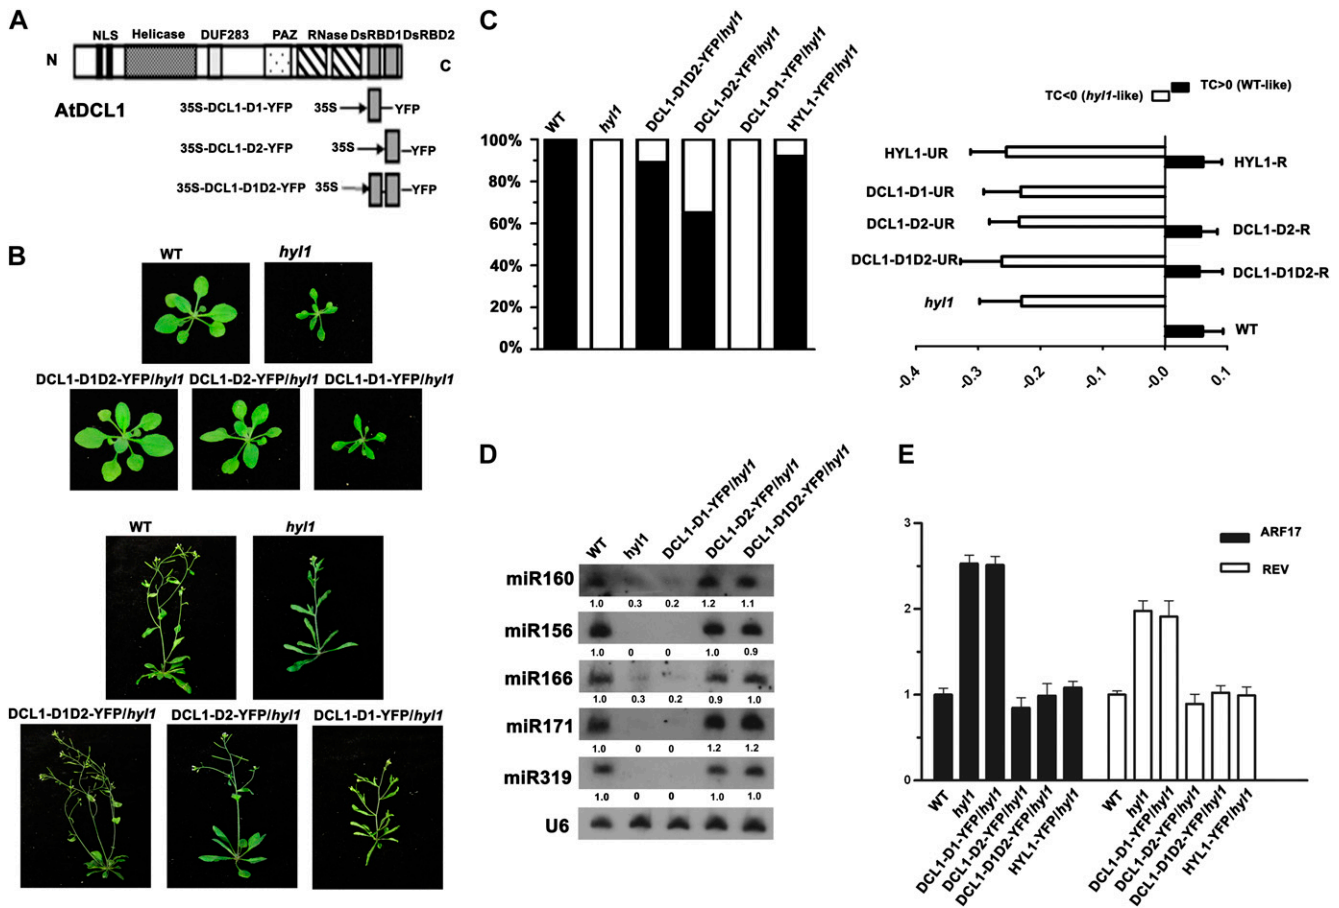 A
NLS Helicase DUF283 PAZ RNase DsRBD1 DsRBD2
N
C
AtDCL1
35S-DCL1-D1-YFP 35S YFP
35S-DCL1-D2-YFP 35S YFP
35S-DCL1-D1D2-YFP 35S YFP
B
WT hyl1
DCL1-D1D2-YFP/hyl1 DCL1-D2-YFP/hyl1 DCL1-D1-YFP/hyl1
WT hyl1
DCL1-D1D2-YFP/hyl1 DCL1-D2-YFP/hyl1 DCL1-D1-YFP/hyl1
C
WT
hyl1
DCL1-D1D2-YFP/hyl1
DCL1-D2-YFP/hyl1
DCL1-D1-YFP/hyl1
HYL1-YFP/hyl1
100%
80%
60%
40%
20%
0%
TC>0 (WT-like)
TC<0 (hyl1-like)
HYL1-UR
HYL1-R
DCL1-D1-UR
DCL1-D2-UR
DCL1-D2-R
DCL1-D1D2-UR
DCL1-D1D2-R
hyl1
WT
-0.4 -0.3 -0.2 -0.1 -0.0 0.1
D
WT
hyl1
DCL1-D1-YFP/hyl1
DCL1-D2-YFP/hyl1
DCL1-D1D2-YFP/hyl1
miR160
1.0 0.3 0.2 1.2 1.1
miR156
1.0 0 0 1.0 0.9
miR166
1.0 0.3 0.2 0.9 1.0
miR171
1.0 0 0 1.2 1.2
miR319
1.0 0 0 1.0 1.0
U6
E
3
2
1
0
ARF17
REV
WT
hyl1
DCL1-D1-YFP/hyl1
DCL1-D2-YFP/hyl1
DCL1-D1D2-YFP/hyl1
HYL1-YFP/hyl1
WT
hyl1
DCL1-D1-YFP/hyl1
DCL1-D2-YFP/hyl1
DCL1-D1D2-YFP/hyl1
HYL1-YFP/hyl1